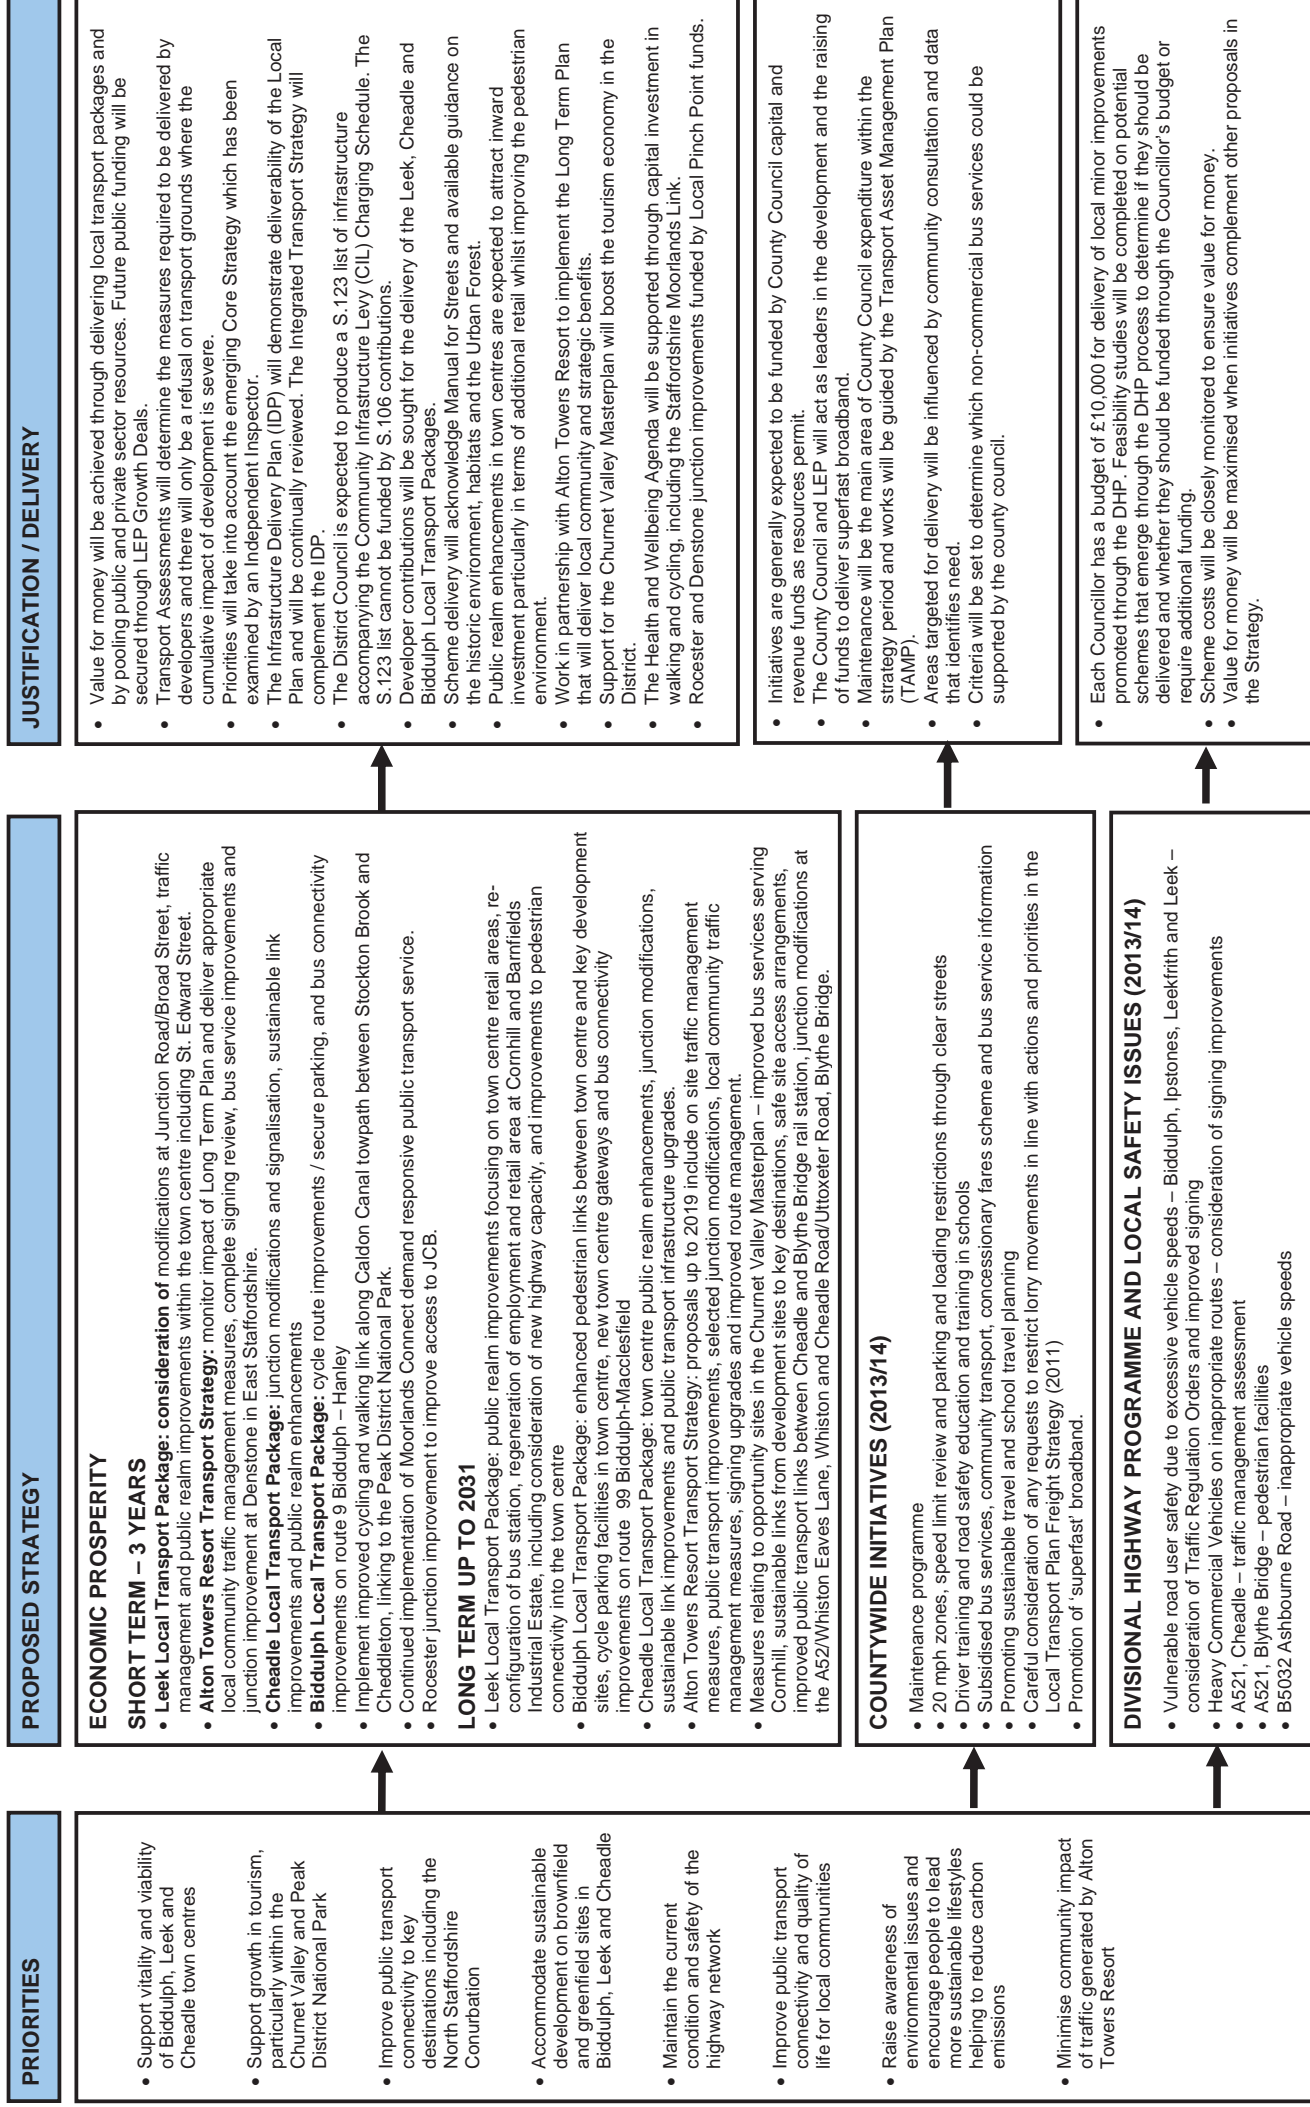 PRIORITIES
• Support vitality and viability
of Biddulph, Leek and
Cheadle town centres
• Support growth in tourism,
particularly within the
Churnet Valley and Peak
District National Park
• Improve public transport
connectivity to key
destinations including the
North Staffordshire
Conurbation
• Accommodate sustainable
development on brownfield
and greenfield sites in
Biddulph, Leek and Cheadle
• Maintain the current
condition and safety of the
highway network
• Improve public transport
connectivity and quality of
life for local communities
• Raise awareness of
environmental issues and
encourage people to lead
more sustainable lifestyles
helping to reduce carbon
emissions
• Minimise community impact
of traffic generated by Alton
Towers Resort
PROPOSED STRATEGY
ECONOMIC PROSPERITY
SHORT TERM – 3 YEARS
• Leek Local Transport Package: consideration of modifications at Junction Road/Broad Street, traffic
management and public realm improvements within the town centre including St. Edward Street.
• Alton Towers Resort Transport Strategy: monitor impact of Long Term Plan and deliver appropriate
local community traffic management measures, complete signing review, bus service improvements and
junction improvement at Denstone in East Staffordshire.
• Cheadle Local Transport Package: junction modifications and signalisation, sustainable link
improvements and public realm enhancements
• Biddulph Local Transport Package: cycle route improvements / secure parking, and bus connectivity
improvements on route 9 Biddulph – Hanley
• Implement improved cycling and walking link along Caldon Canal towpath between Stockton Brook and
Cheddleton, linking to the Peak District National Park.
• Continued implementation of Moorlands Connect demand responsive public transport service.
• Rocester junction improvement to improve access to JCB.
LONG TERM UP TO 2031
• Leek Local Transport Package: public realm improvements focusing on town centre retail areas, re-
configuration of bus station, regeneration of employment and retail area at Cornhill and Barnfields
Industrial Estate, including consideration of new highway capacity, and improvements to pedestrian
connectivity into the town centre
• Biddulph Local Transport Package: enhanced pedestrian links between town centre and key development
sites, cycle parking facilities in town centre, new town centre gateways and bus connectivity
improvements on route 99 Biddulph-Macclesfield
• Cheadle Local Transport Package: town centre public realm enhancements, junction modifications,
sustainable link improvements and public transport infrastructure upgrades.
• Alton Towers Resort Transport Strategy: proposals up to 2019 include on site traffic management
measures, public transport improvements, selected junction modifications, local community traffic
management measures, signing upgrades and improved route management.
• Measures relating to opportunity sites in the Churnet Valley Masterplan – improved bus services serving
Cornhill, sustainable links from development sites to key destinations, safe site access arrangements,
improved public transport links between Cheadle and Blythe Bridge rail station, junction modifications at
the A52/Whiston Eaves Lane, Whiston and Cheadle Road/Uttoxeter Road, Blythe Bridge.
COUNTYWIDE INITIATIVES (2013/14)
• Maintenance programme
• 20 mph zones, speed limit review and parking and loading restrictions through clear streets
• Driver training and road safety education and training in schools
• Subsidised bus services, community transport, concessionary fares scheme and bus service information
• Promoting sustainable travel and school travel planning
• Careful consideration of any requests to restrict lorry movements in line with actions and priorities in the
Local Transport Plan Freight Strategy (2011)
• Promotion of 'superfast' broadband.
DIVISIONAL HIGHWAY PROGRAMME AND LOCAL SAFETY ISSUES (2013/14)
• Vulnerable road user safety due to excessive vehicle speeds – Biddulph, Ipstones, Leekfrith and Leek –
consideration of Traffic Regulation Orders and improved signing
• Heavy Commercial Vehicles on inappropriate routes – consideration of signing improvements
• A521, Cheadle – traffic management assessment
• A521, Blythe Bridge – pedestrian facilities
• B5032 Ashbourne Road – inappropriate vehicle speeds
JUSTIFICATION / DELIVERY
• Value for money will be achieved through delivering local transport packages and
by pooling public and private sector resources. Future public funding will be
secured through LEP Growth Deals.
• Transport Assessments will determine the measures required to be delivered by
developers and there will only be a refusal on transport grounds where the
cumulative impact of development is severe.
• Priorities will take into account the emerging Core Strategy which has been
examined by an Independent Inspector.
• The Infrastructure Delivery Plan (IDP) will demonstrate deliverability of the Local
Plan and will be continually reviewed. The Integrated Transport Strategy will
complement the IDP.
• The District Council is expected to produce a S.123 list of infrastructure
accompanying the Community Infrastructure Levy (CIL) Charging Schedule. The
S.123 list cannot be funded by S.106 contributions.
• Developer contributions will be sought for the delivery of the Leek, Cheadle and
Biddulph Local Transport Packages.
• Scheme delivery will acknowledge Manual for Streets and available guidance on
the historic environment, habitats and the Urban Forest.
• Public realm enhancements in town centres are expected to attract inward
investment particularly in terms of additional retail whilst improving the pedestrian
environment.
• Work in partnership with Alton Towers Resort to implement the Long Term Plan
that will deliver local community and strategic benefits.
• Support for the Churnet Valley Masterplan will boost the tourism economy in the
District.
• The Health and Wellbeing Agenda will be supported through capital investment in
walking and cycling, including the Staffordshire Moorlands Link.
• Rocester and Denstone junction improvements funded by Local Pinch Point funds.
• Initiatives are generally expected to be funded by County Council capital and
revenue funds as resources permit.
• The County Council and LEP will act as leaders in the development and the raising
of funds to deliver superfast broadband.
• Maintenance will be the main area of County Council expenditure within the
strategy period and works will be guided by the Transport Asset Management Plan
(TAMP).
• Areas targeted for delivery will be influenced by community consultation and data
that identifies need.
• Criteria will be set to determine which non-commercial bus services could be
supported by the county council.
• Each Councillor has a budget of £10,000 for delivery of local minor improvements
promoted through the DHP. Feasibility studies will be completed on potential
schemes that emerge through the DHP process to determine if they should be
delivered and whether they should be funded through the Councillor's budget or
require additional funding.
• Scheme costs will be closely monitored to ensure value for money.
• Value for money will be maximised when initiatives complement other proposals in
the Strategy.